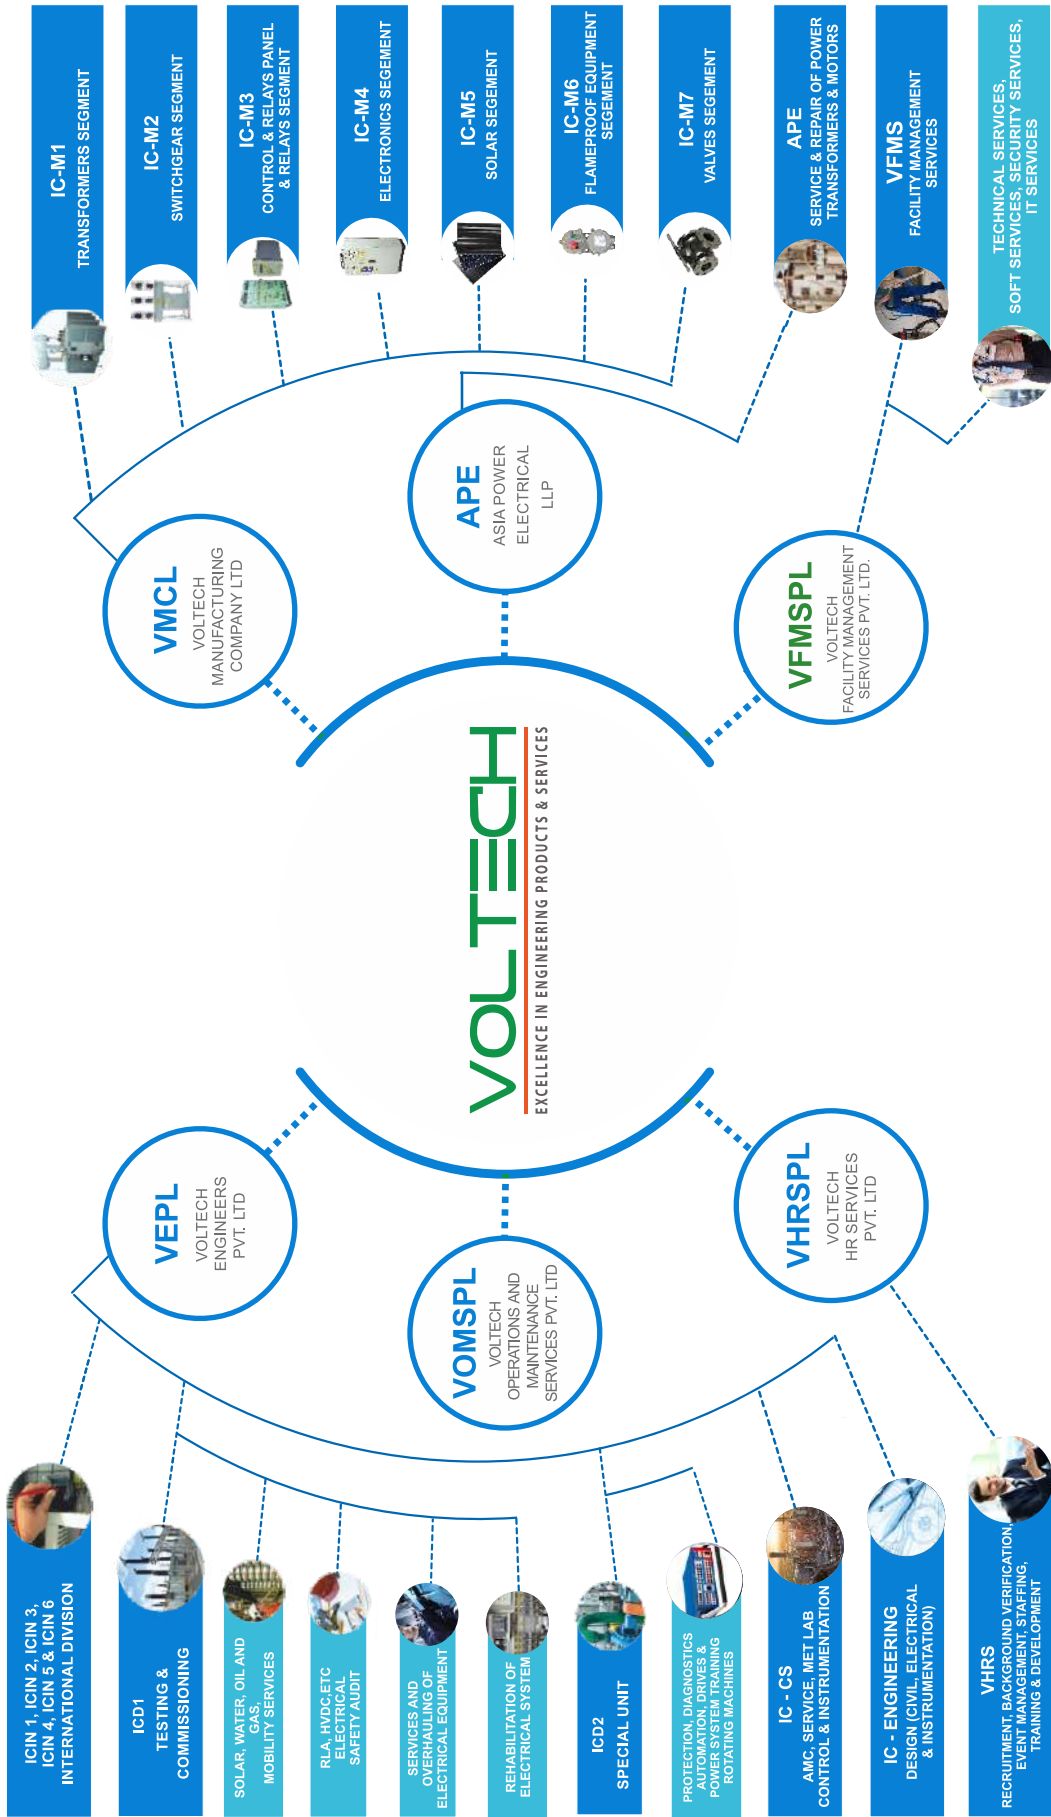 ICIN 1, ICIN 2, ICIN 3,
ICIN 4, ICIN 5 & ICIN 6
INTERNATIONAL DIVISION
ICD1
TESTING &
COMMISSIONING
SOLAR, WATER, OIL AND
GAS,
MOBILITY SERVICES
RLA, HVDC,ETC
ELECTRICAL
SAFETY AUDIT
SERVICES AND
OVERHAULING OF
ELECTRICAL EQUIPMENT
REHABILITATION OF
ELECTRICAL SYSTEM
ICD2
SPECIAL UNIT
PROTECTION, DIAGNOSTICS
AUTOMATION, DRIVES &
POWER SYSTEM TRAINING
ROTATING MACHINES
IC - CS
AMC, SERVICE, MET LAB
CONTROL & INSTRUMENTATION
IC - ENGINEERING
DESIGN (CIVIL, ELECTRICAL
& INSTRUMENTATION)
VHRS
RECRUITMENT, BACKGROUND VERIFICATION,
EVENT MANAGEMENT, STAFFING,
TRAINING & DEVELOPMENT
VEPL
VOLTECH
ENGINEERS
PVT. LTD
VOMSPL
VOLTECH
OPERATIONS AND
MAINTENANCE
SERVICES PVT. LTD
VHRSPL
VOLTECH
HR SERVICES
PVT. LTD
VOLTECH
EXCELLENCE IN ENGINEERING PRODUCTS & SERVICES
VMCL
VOLTECH
MANUFACTURING
COMPANY LTD
APE
ASIA POWER
ELECTRICAL
LLP
VFMSPL
VOLTECH
FACILITY MANAGEMENT
SERVICES PVT. LTD.
IC-M1
TRANSFORMERS SEGMENT
IC-M2
SWITCHGEAR SEGMENT
IC-M3
CONTROL & RELAYS PANEL
& RELAYS SEGMENT
IC-M4
ELECTRONICS SEGEMENT
IC-M5
SOLAR SEGEMENT
IC-M6
FLAMEPROOF EQUIPMENT
SEGEMENT
IC-M7
VALVES SEGEMENT
APE
SERVICE & REPAIR OF POWER
TRANSFORMERS & MOTORS
VFMS
FACILITY MANAGEMENT
SERVICES
TECHNICAL SERVICES,
SOFT SERVICES, SECURITY SERVICES,
IT SERVICES